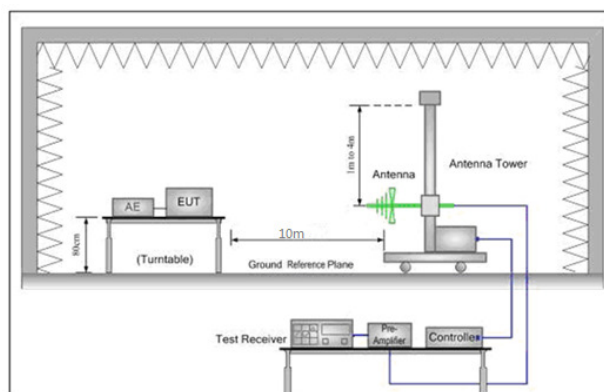 1m to 4m
Antenna
Antenna Tower
AE
EUT
80cm
(Turntable)
10m
Ground Reference Plane
Test Receiver
Pre-
Amplifier
Controller